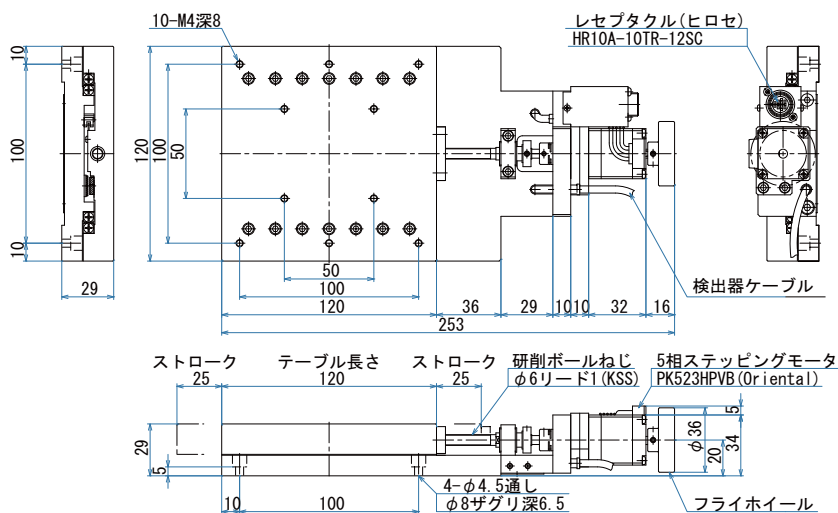 10-M4深8
レセプタクル(ヒロセ)
HR10A-10TR-12SC
10
100
10
29
120
100
50
50
100
120
36
29
10
10
32
16
253
検出器ケーブル
ストローク
25
テーブル長さ
120
ストローク
25
研削ボールねじ
φ6リード1(KSS)
5相ステッピングモータ
PK523HPVB(Oriental)
29
5
10
100
4-φ4.5通し
φ8ザグリ深6.5
5
φ36
34
20
フライホイール